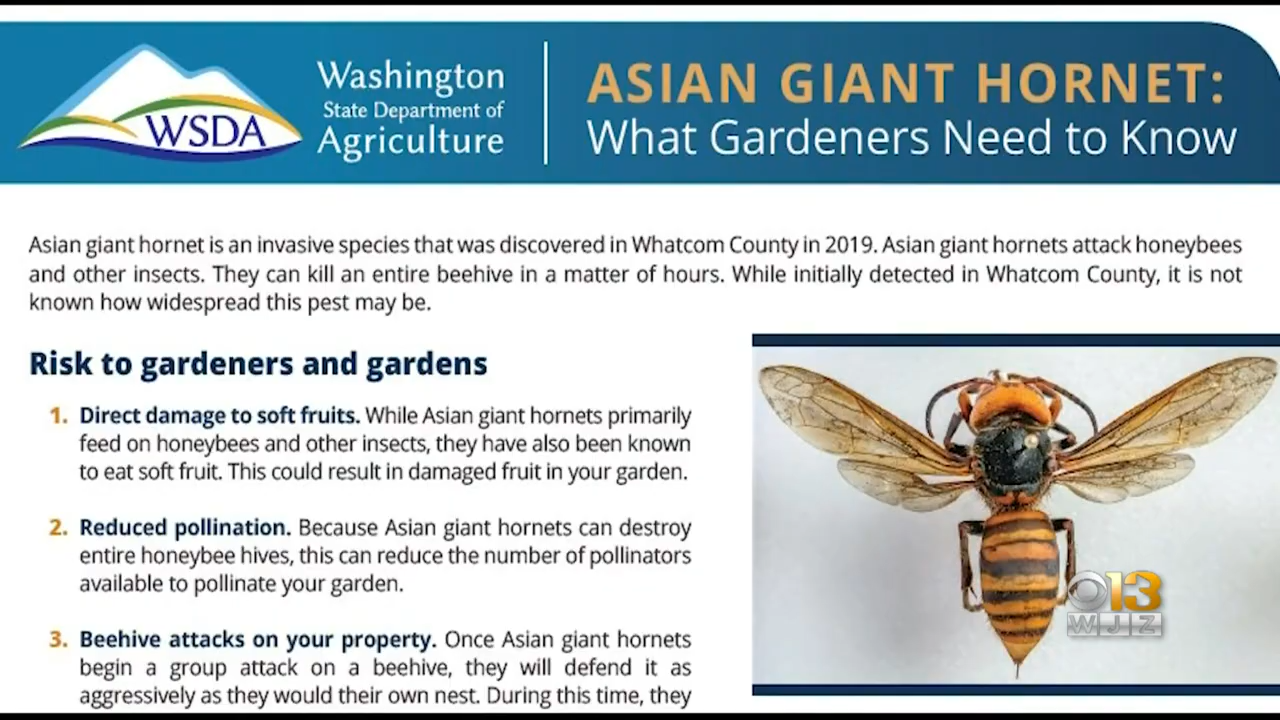 WSDA
Washington
State Department of
Agriculture
ASIAN GIANT HORNET:
What Gardeners Need to Know
Asian giant hornet is an invasive species that was discovered in Whatcom County in 2019. Asian giant hornets attack honeybees
and other insects. They can kill an entire beehive in a matter of hours. While initially detected in Whatcom County, it is not
known how widespread this pest may be.
Risk to gardeners and gardens
1. Direct damage to soft fruits. While Asian giant hornets primarily
feed on honeybees and other insects, they have also been known
to eat soft fruit. This could result in damaged fruit in your garden.
2. Reduced pollination. Because Asian giant hornets can destroy
entire honeybee hives, this can reduce the number of pollinators
available to pollinate your garden.
3. Beehive attacks on your property. Once Asian giant hornets
begin a group attack on a beehive, they will defend it as
aggressively as they would their own nest. During this time, they
13
WJZ